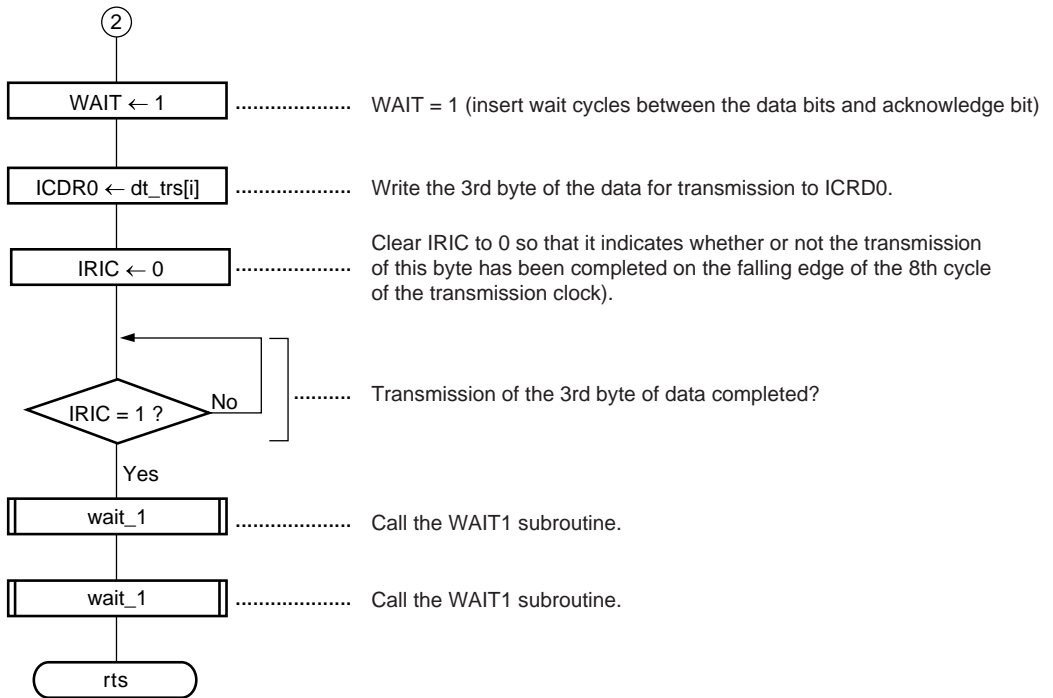 2
WAIT ← 1
WAIT = 1 (insert wait cycles between the data bits and acknowledge bit)
ICDR0 ← dt_trs[i]
Write the 3rd byte of the data for transmission to ICRD0.
IRIC ← 0
Clear IRIC to 0 so that it indicates whether or not the transmission
of this byte has been completed on the falling edge of the 8th cycle
of the transmission clock).
IRIC = 1 ?
No
Transmission of the 3rd byte of data completed?
Yes
wait_1
Call the WAIT1 subroutine.
wait_1
Call the WAIT1 subroutine.
rts